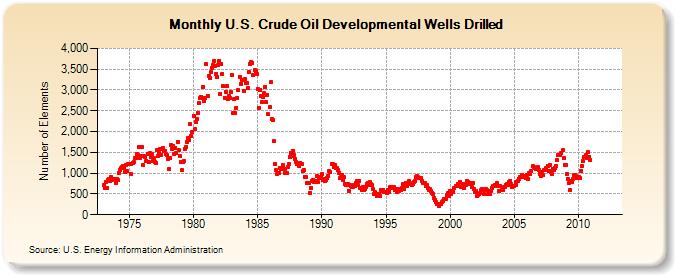 Monthly U.S. Crude Oil Developmental Wells Drilled
Number of Elements
4,000
3,500
3,000
2,500
2,000
1,500
1,000
500
0
1975 1980 1985 1990 1995 2000 2005 2010
Source: U.S. Energy Information Administration